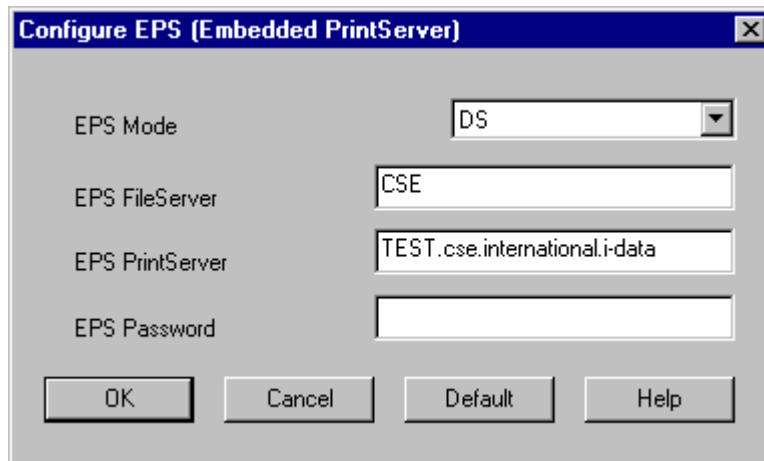 Configure EPS (Embedded PrintServer)
EPS Mode DS
EPS FileServer CSE
EPS PrintServer TEST.cse.international.i-data
EPS Password
OK Cancel Default Help